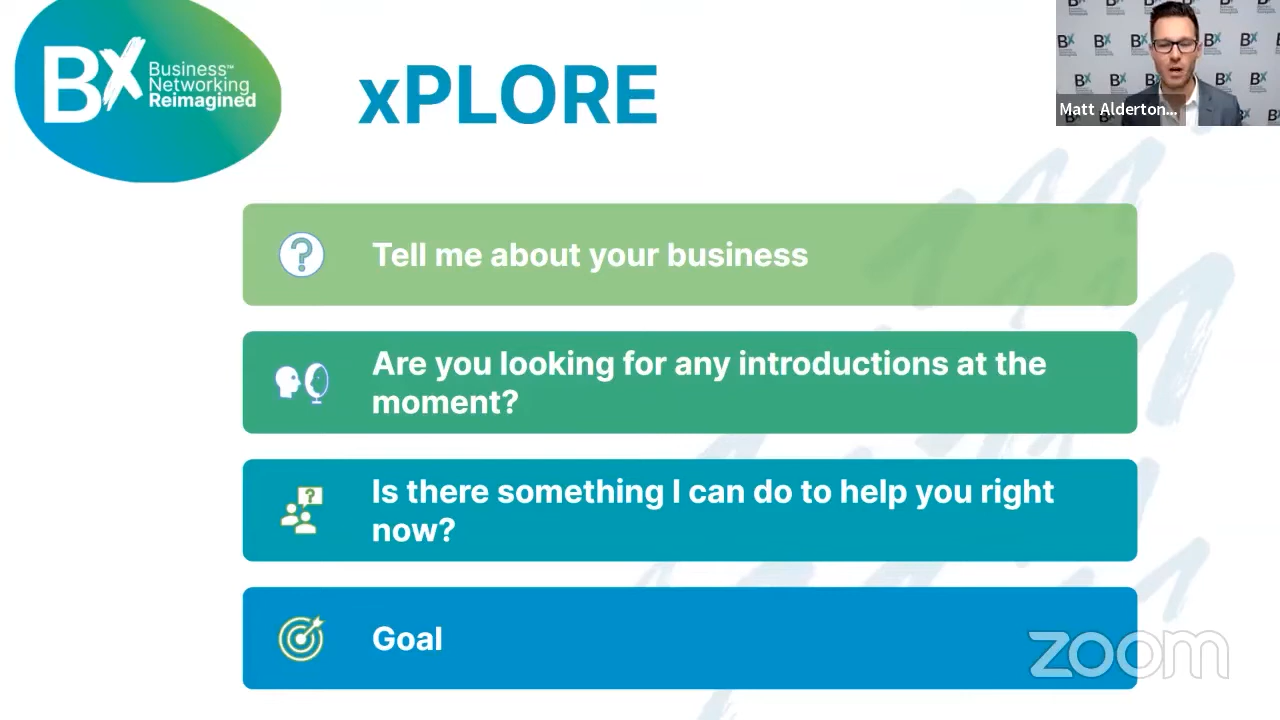 BX
Business™
Networking
Reimagined
xPLORE
Matt Alderton...
Tell me about your business
Are you looking for any introductions at the
moment?
Is there something I can do to help you right
now?
Goal
zoom